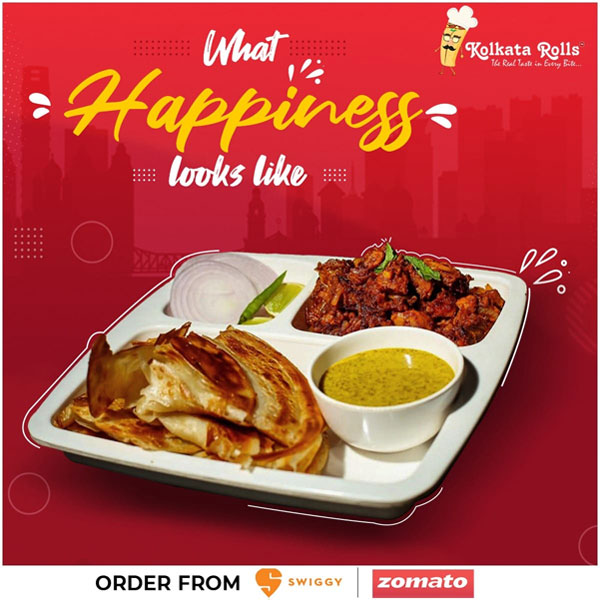 What
Happiness
looks like
Kolkata Rolls
The Real Taste in Every Bite...
ORDER FROM SWIGGY zomato